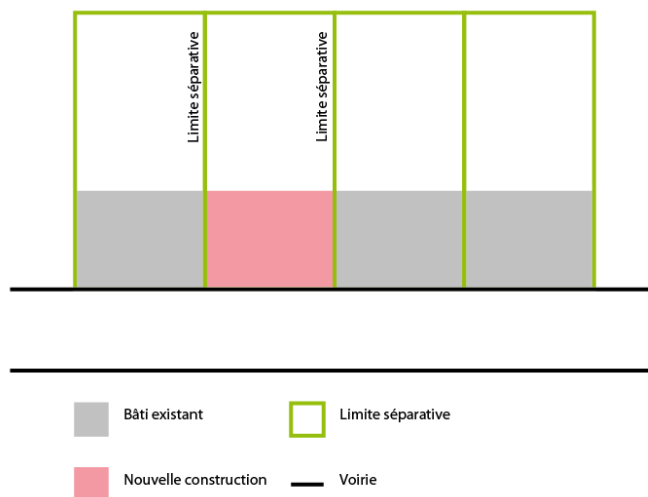 Limite séparative
Limite séparative
Bâti existant
Limite séparative
Nouvelle construction
Voirie